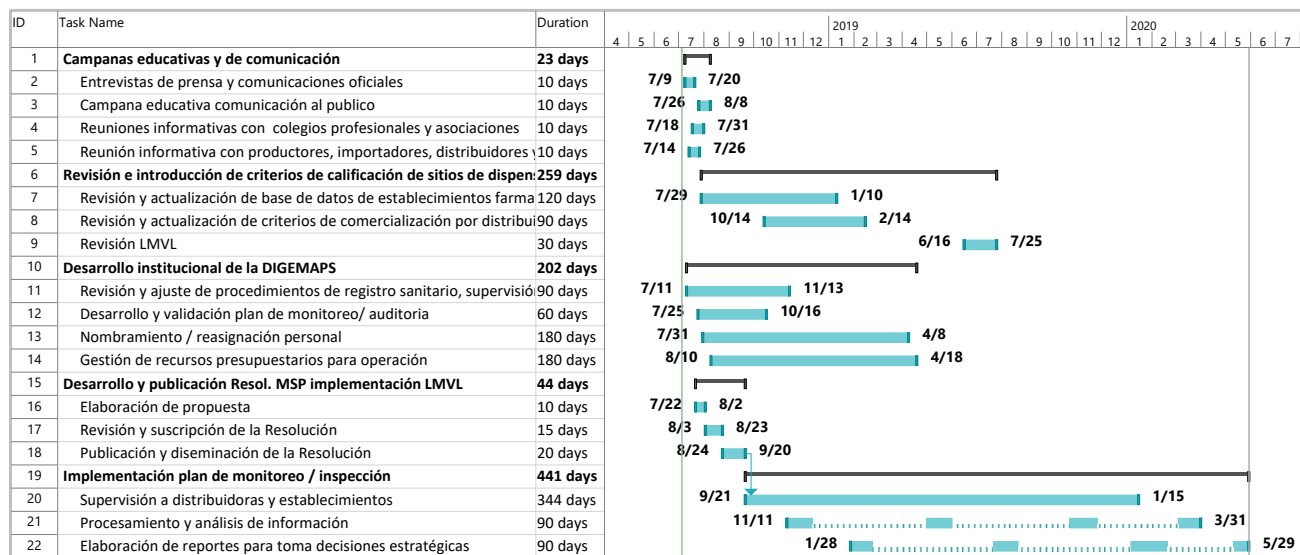 ID Task Name Duration 2019 2020
4 5 6 7 8 9 10 11 12 1 2 3 4 5 6 7 8 9 10 11 12 1 2 3 4 5 6 7
1 Campanas educativas y de comunicación 23 days
2 Entrevistas de prensa y comunicaciones oficiales 10 days 7/9 7/20
3 Campana educativa comunicación al publico 10 days 7/26 8/8
4 Reuniones informativas con colegios profesionales y asociaciones 10 days 7/18 7/31
5 Reunión informativa con productores, importadores, distribuidores y 10 days 7/14 7/26
6 Revisión e introducción de criterios de calificación de sitios de dispens 259 days
7 Revisión y actualización de base de datos de establecimientos farma 120 days 7/29 1/10
8 Revisión y actualización de criterios de comercialización por distribui 90 days 10/14 2/14
9 Revisión LMVL 30 days 6/16 7/25
10 Desarrollo institucional de la DIGEMAPS 202 days
11 Revisión y ajuste de procedimientos de registro sanitario, supervisión 90 days 7/11 11/13
12 Desarrollo y validación plan de monitoreo/ auditoria 60 days 7/25 10/16
13 Nombramiento / reasignación personal 180 days 7/31 4/8
14 Gestión de recursos presupuestarios para operación 180 days 8/10 4/18
15 Desarrollo y publicación Resol. MSP implementación LMVL 44 days
16 Elaboración de propuesta 10 days 7/22 8/2
17 Revisión y suscripción de la Resolución 15 days 8/3 8/23
18 Publicación y diseminación de la Resolución 20 days 8/24 9/20
19 Implementación plan de monitoreo / inspección 441 days
20 Supervisión a distribuidoras y establecimientos 344 days 9/21 1/15
21 Procesamiento y análisis de información 90 days 11/11 3/31
22 Elaboración de reportes para toma decisiones estratégicas 90 days 1/28 5/29